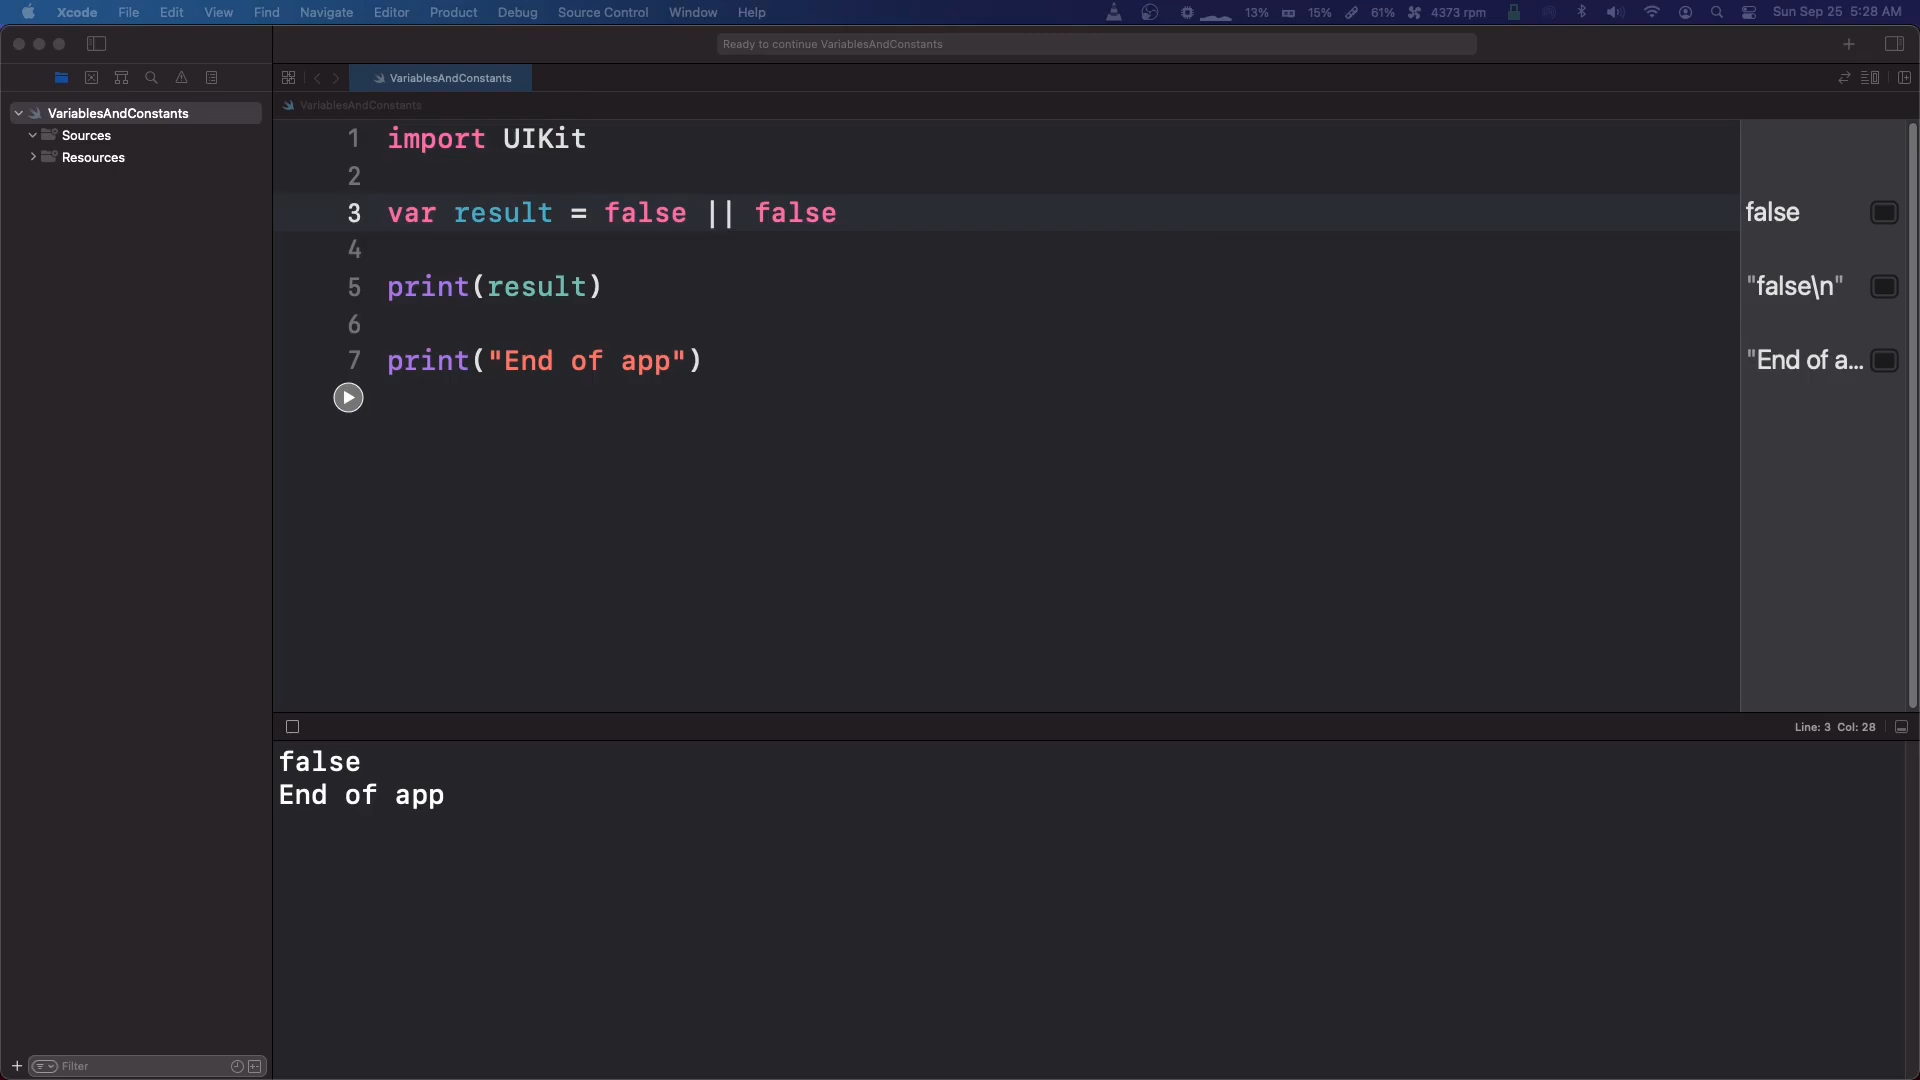 Xcode File Edit View Find Navigate Editor Product Debug Source Control Window Help 13% 15% 61% 4373 rpm Sun Sep 25 5:28 AM
Ready to continue VariablesAndConstants
VariablesAndConstants
VariablesAndConstants
VariablesAndConstants
Sources
Resources
1 import UIKit
2
3 var result = false || false
4
5 print(result)
6
7 print("End of app")
false
"false\n"
"End of a...
Line: 3 Col: 28
false
End of app
Filter